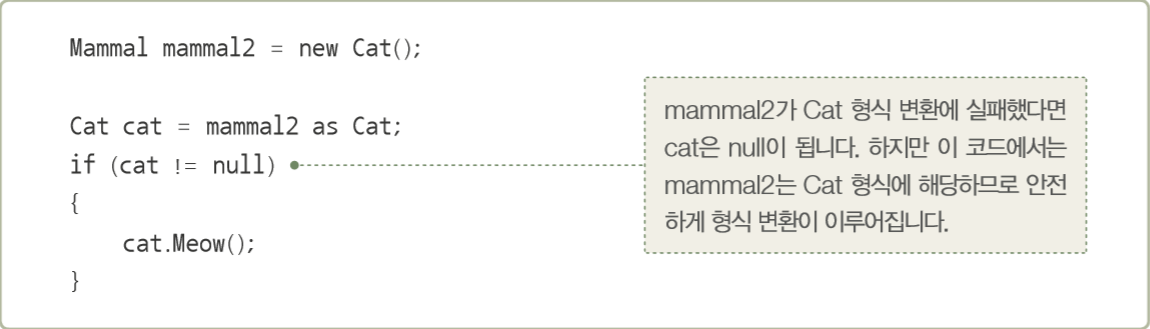 Mammal mammal2 = new Cat();
Cat cat = mammal2 as Cat;
if (cat != null)
{
cat.Meow();
}
mammal2가 Cat 형식 변환에 실패했다면
cat은 null이 됩니다. 하지만 이 코드에서는
mammal2는 Cat 형식에 해당하므로 안전
하게 형식 변환이 이루어집니다.